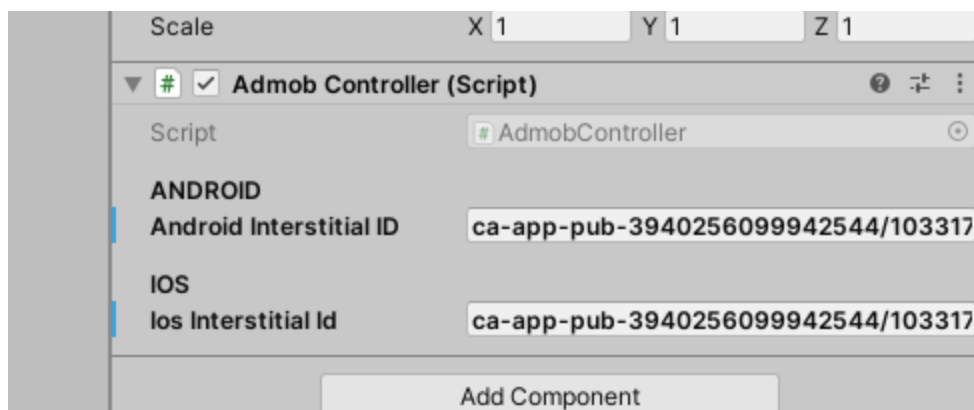 Scale X 1 Y 1 Z 1
# Admob Controller (Script)
Script # AdmobController
ANDROID
Android Interstitial ID ca-app-pub-3940256099942544/103317
IOS
Ios Interstitial Id ca-app-pub-3940256099942544/103317
Add Component